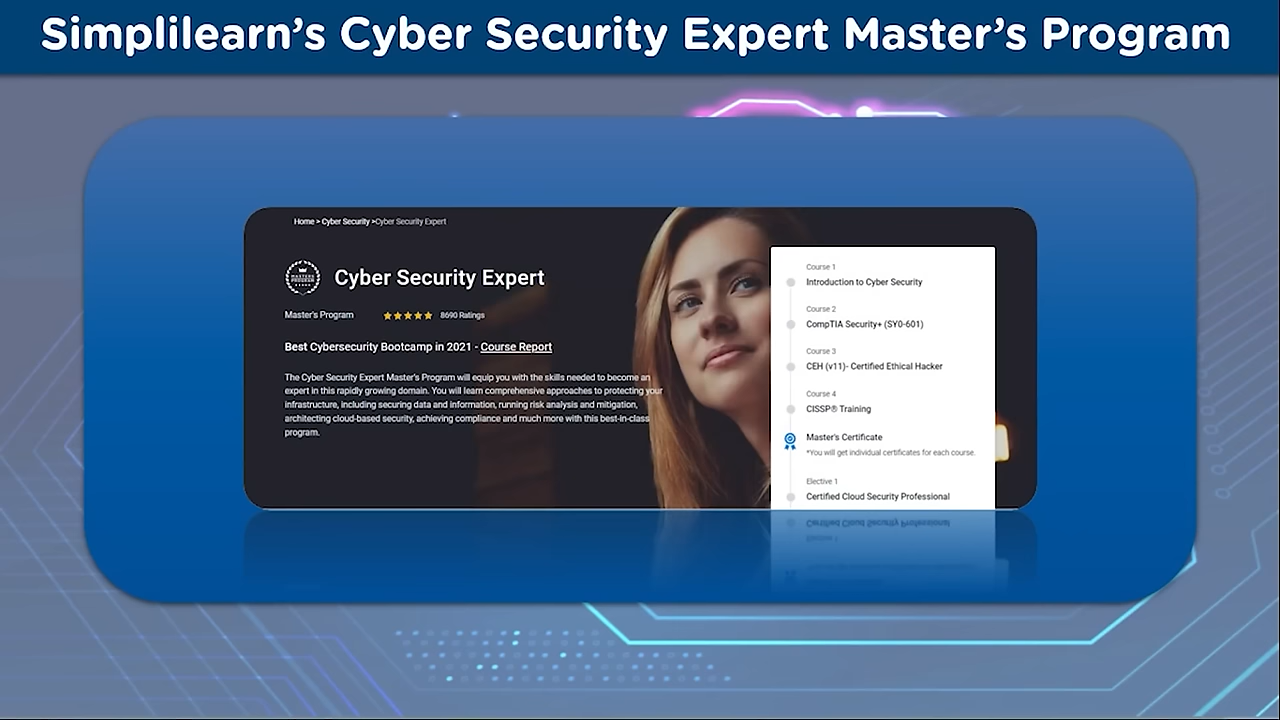 Simplilearn's Cyber Security Expert Master's Program
Home > Cyber Security >Cyber Security Expert
Cyber Security Expert
Master's Program
8690 Ratings
Best Cybersecurity Bootcamp in 2021 - Course Report
The Cyber Security Expert Master's Program will equip you with the skills needed to become an
expert in this rapidly growing domain. You will learn comprehensive approaches to protecting your
infrastructure, including securing data and information, running risk analysis and mitigation,
architecting cloud-based security, achieving compliance and much more with this best-in-class
program.
Course 1
Introduction to Cyber Security
Course 2
CompTIA Security+ (SY0-601)
Course 3
CEH (v11)- Certified Ethical Hacker
Course 4
CISSP® Training
Master's Certificate
*You will get individual certificates for each course.
Elective 1
Certified Cloud Security Professional